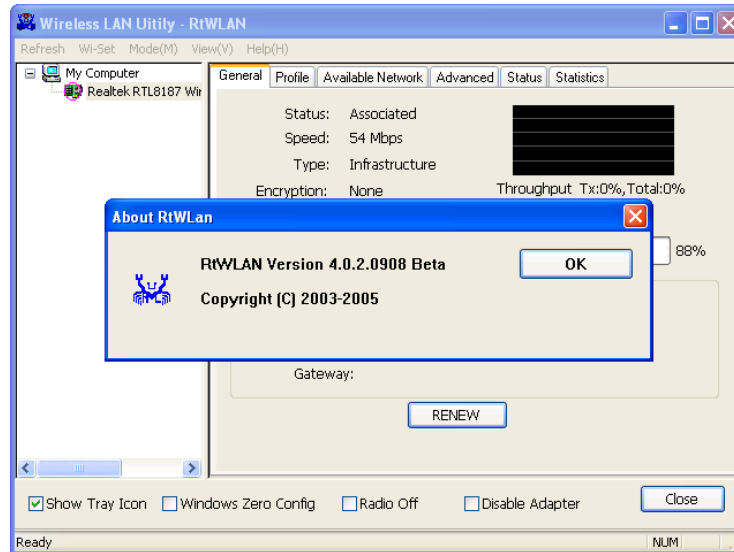 Wireless LAN Uitily - RtWLAN
Refresh Wi-Set Mode(M) View(V) Help(H)
My Computer
Realtek RTL8187 Wir
General Profile Available Network Advanced Status Statistics
Status: Associated
Speed: 54 Mbps
Type: Infrastructure
Encryption: None
Throughput Tx:0%,Total:0%
About RtWLan
RtWLAN Version 4.0.2.0908 Beta
Copyright (C) 2003-2005
OK
88%
Gateway:
RENEW
Show Tray Icon Windows Zero Config Radio Off Disable Adapter Close
Ready NUM